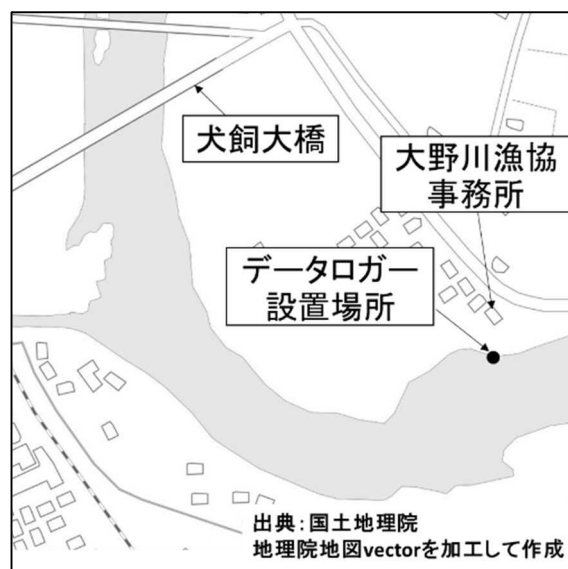 犬飼大橋
大野川漁協
事務所
データロガー
設置場所
出典：国土地理院
地理院地図vectorを加工して作成